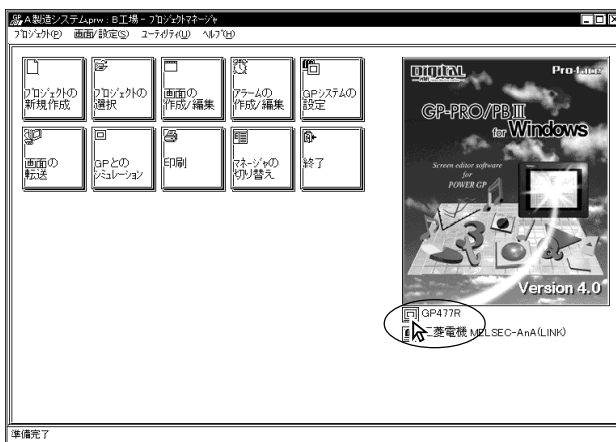 A製造システム.prw : B工場 - プロジェクトマネージャ
プロジェクト(P) 画面/設定(S) ユーティリティ(U) ヘルプ(H)
プロジェクトの
新規作成
プロジェクトの
選択
画面の
作成/編集
アラームの
作成/編集
GPシステムの
設定
画面の
転送
GPとの
シミュレーション
印刷
マネージャの
切り替え
終了
Digital
Pro-face
GP-PRO/PBⅢ
for Windows
Screen editor software
for
POWER GP
Version 4.0
GP477R
三菱電機 MELSEC-AnA(LINK)
準備完了